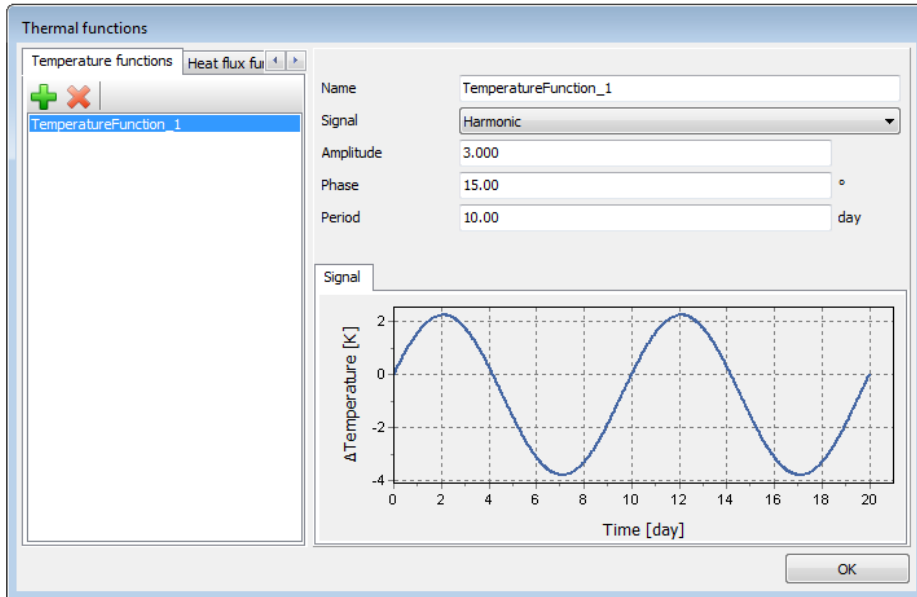 Thermal functions
Temperature functions
Heat flux fu
TemperatureFunction_1
Name TemperatureFunction_1
Signal Harmonic
Amplitude 3.000
Phase 15.00 °
Period 10.00 day
Signal
ΔTemperature [K]
2
0
-2
-4
0 2 4 6 8 10 12 14 16 18 20
Time [day]
OK